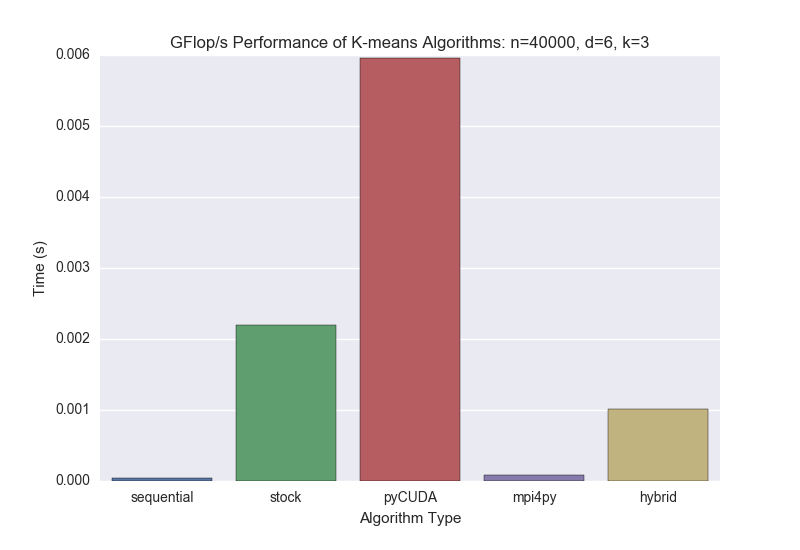 GFlop/s Performance of K-means Algorithms: n=40000, d=6, k=3
0.006
0.005
0.004
0.003
0.002
0.001
0.000
Time (s)
sequential stock pyCUDA mpi4py hybrid
Algorithm Type